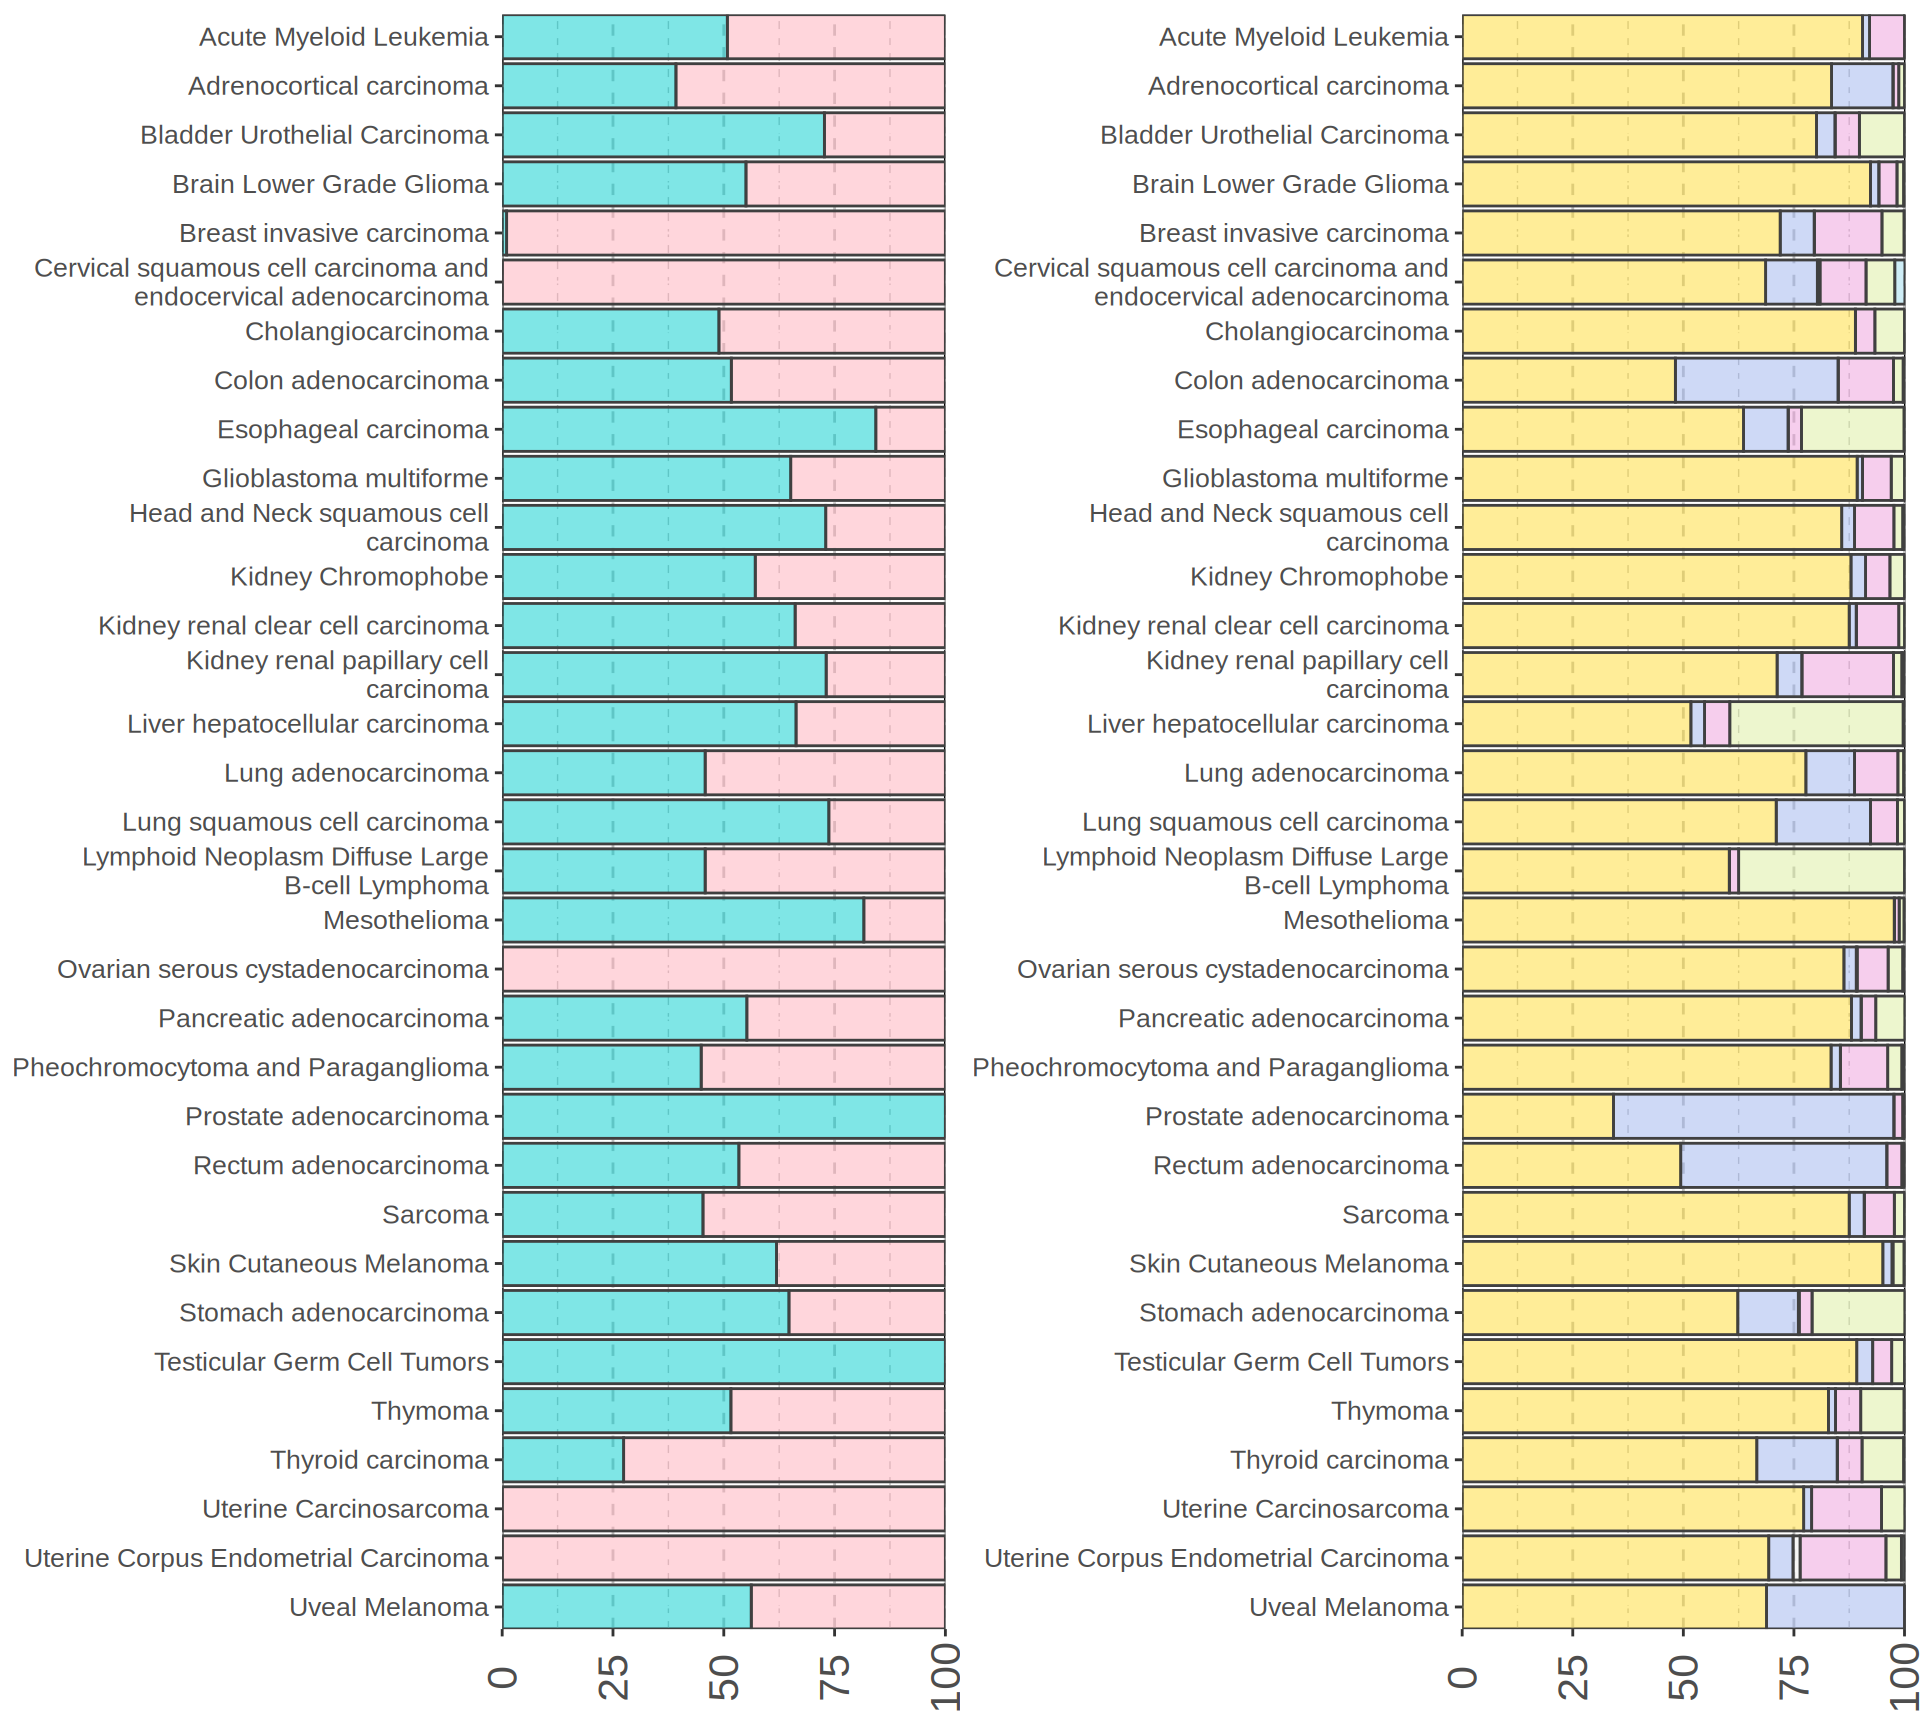 Acute Myeloid Leukemia
Adrenocortical carcinoma
Bladder Urothelial Carcinoma
Brain Lower Grade Glioma
Breast invasive carcinoma
Cervical squamous cell carcinoma and
endocervical adenocarcinoma
Cholangiocarcinoma
Colon adenocarcinoma
Esophageal carcinoma
Glioblastoma multiforme
Head and Neck squamous cell
carcinoma
Kidney Chromophobe
Kidney renal clear cell carcinoma
Kidney renal papillary cell
carcinoma
Liver hepatocellular carcinoma
Lung adenocarcinoma
Lung squamous cell carcinoma
Lymphoid Neoplasm Diffuse Large
B-cell Lymphoma
Mesothelioma
Ovarian serous cystadenocarcinoma
Pancreatic adenocarcinoma
Pheochromocytoma and Paraganglioma
Prostate adenocarcinoma
Rectum adenocarcinoma
Sarcoma
Skin Cutaneous Melanoma
Stomach adenocarcinoma
Testicular Germ Cell Tumors
Thymoma
Thyroid carcinoma
Uterine Carcinosarcoma
Uterine Corpus Endometrial Carcinoma
Uveal Melanoma
0
25
50
75
100
Acute Myeloid Leukemia
Adrenocortical carcinoma
Bladder Urothelial Carcinoma
Brain Lower Grade Glioma
Breast invasive carcinoma
Cervical squamous cell carcinoma and
endocervical adenocarcinoma
Cholangiocarcinoma
Colon adenocarcinoma
Esophageal carcinoma
Glioblastoma multiforme
Head and Neck squamous cell
carcinoma
Kidney Chromophobe
Kidney renal clear cell carcinoma
Kidney renal papillary cell
carcinoma
Liver hepatocellular carcinoma
Lung adenocarcinoma
Lung squamous cell carcinoma
Lymphoid Neoplasm Diffuse Large
B-cell Lymphoma
Mesothelioma
Ovarian serous cystadenocarcinoma
Pancreatic adenocarcinoma
Pheochromocytoma and Paraganglioma
Prostate adenocarcinoma
Rectum adenocarcinoma
Sarcoma
Skin Cutaneous Melanoma
Stomach adenocarcinoma
Testicular Germ Cell Tumors
Thymoma
Thyroid carcinoma
Uterine Carcinosarcoma
Uterine Corpus Endometrial Carcinoma
Uveal Melanoma
0
25
50
75
100